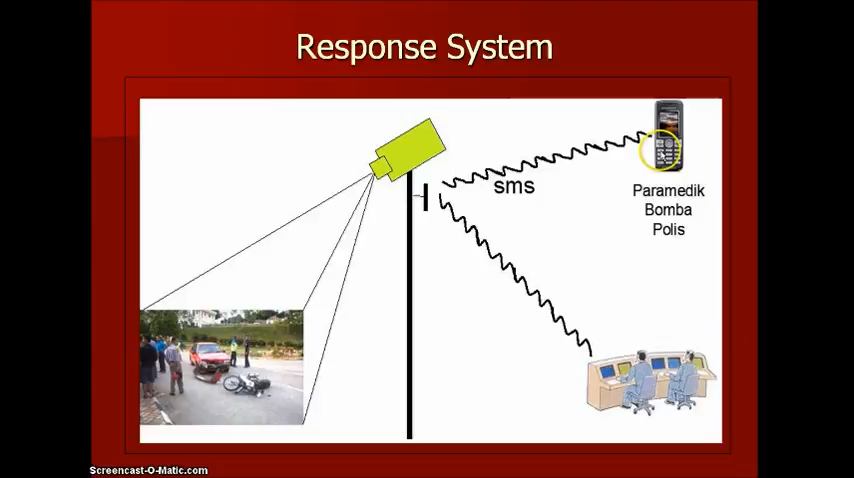 Response System
sms
Paramedik
Bomba
Polis
Screencast-O-Matic.com